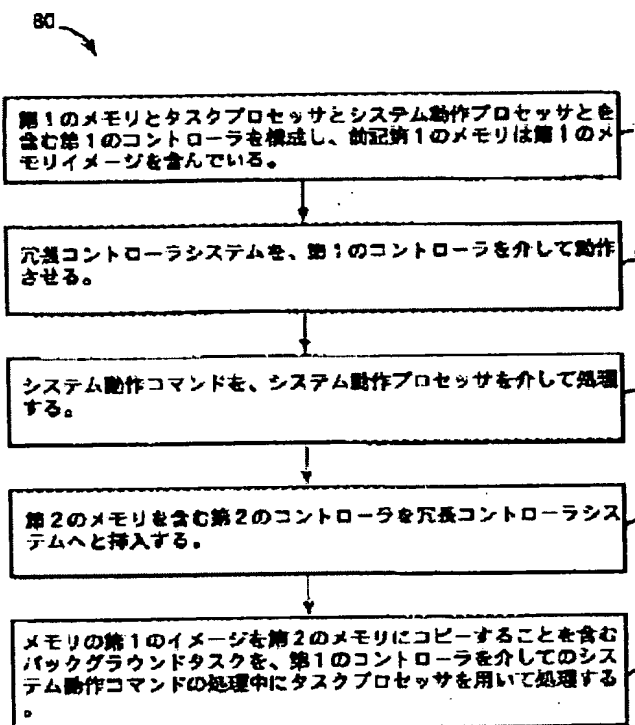 80
第1のメモリとタスクプロセッサとシステム動作プロセッサとを
含む第1のコントローラを構成し、前記第1のメモリは第1のメ
モリイメージを含んでいる。
冗長コントローラシステムを、第1のコントローラを介して動作
させる。
システム動作コマンドを、システム動作プロセッサを介して処理
する。
第2のメモリを含む第2のコントローラを冗長コントローラシス
テムへと挿入する。
メモリの第1のイメージを第2のメモリにコピーすることを含む
バックグラウンドタスクを、第1のコントローラを介してのシス
テム動作コマンドの処理中にタスクプロセッサを用いて処理する
。